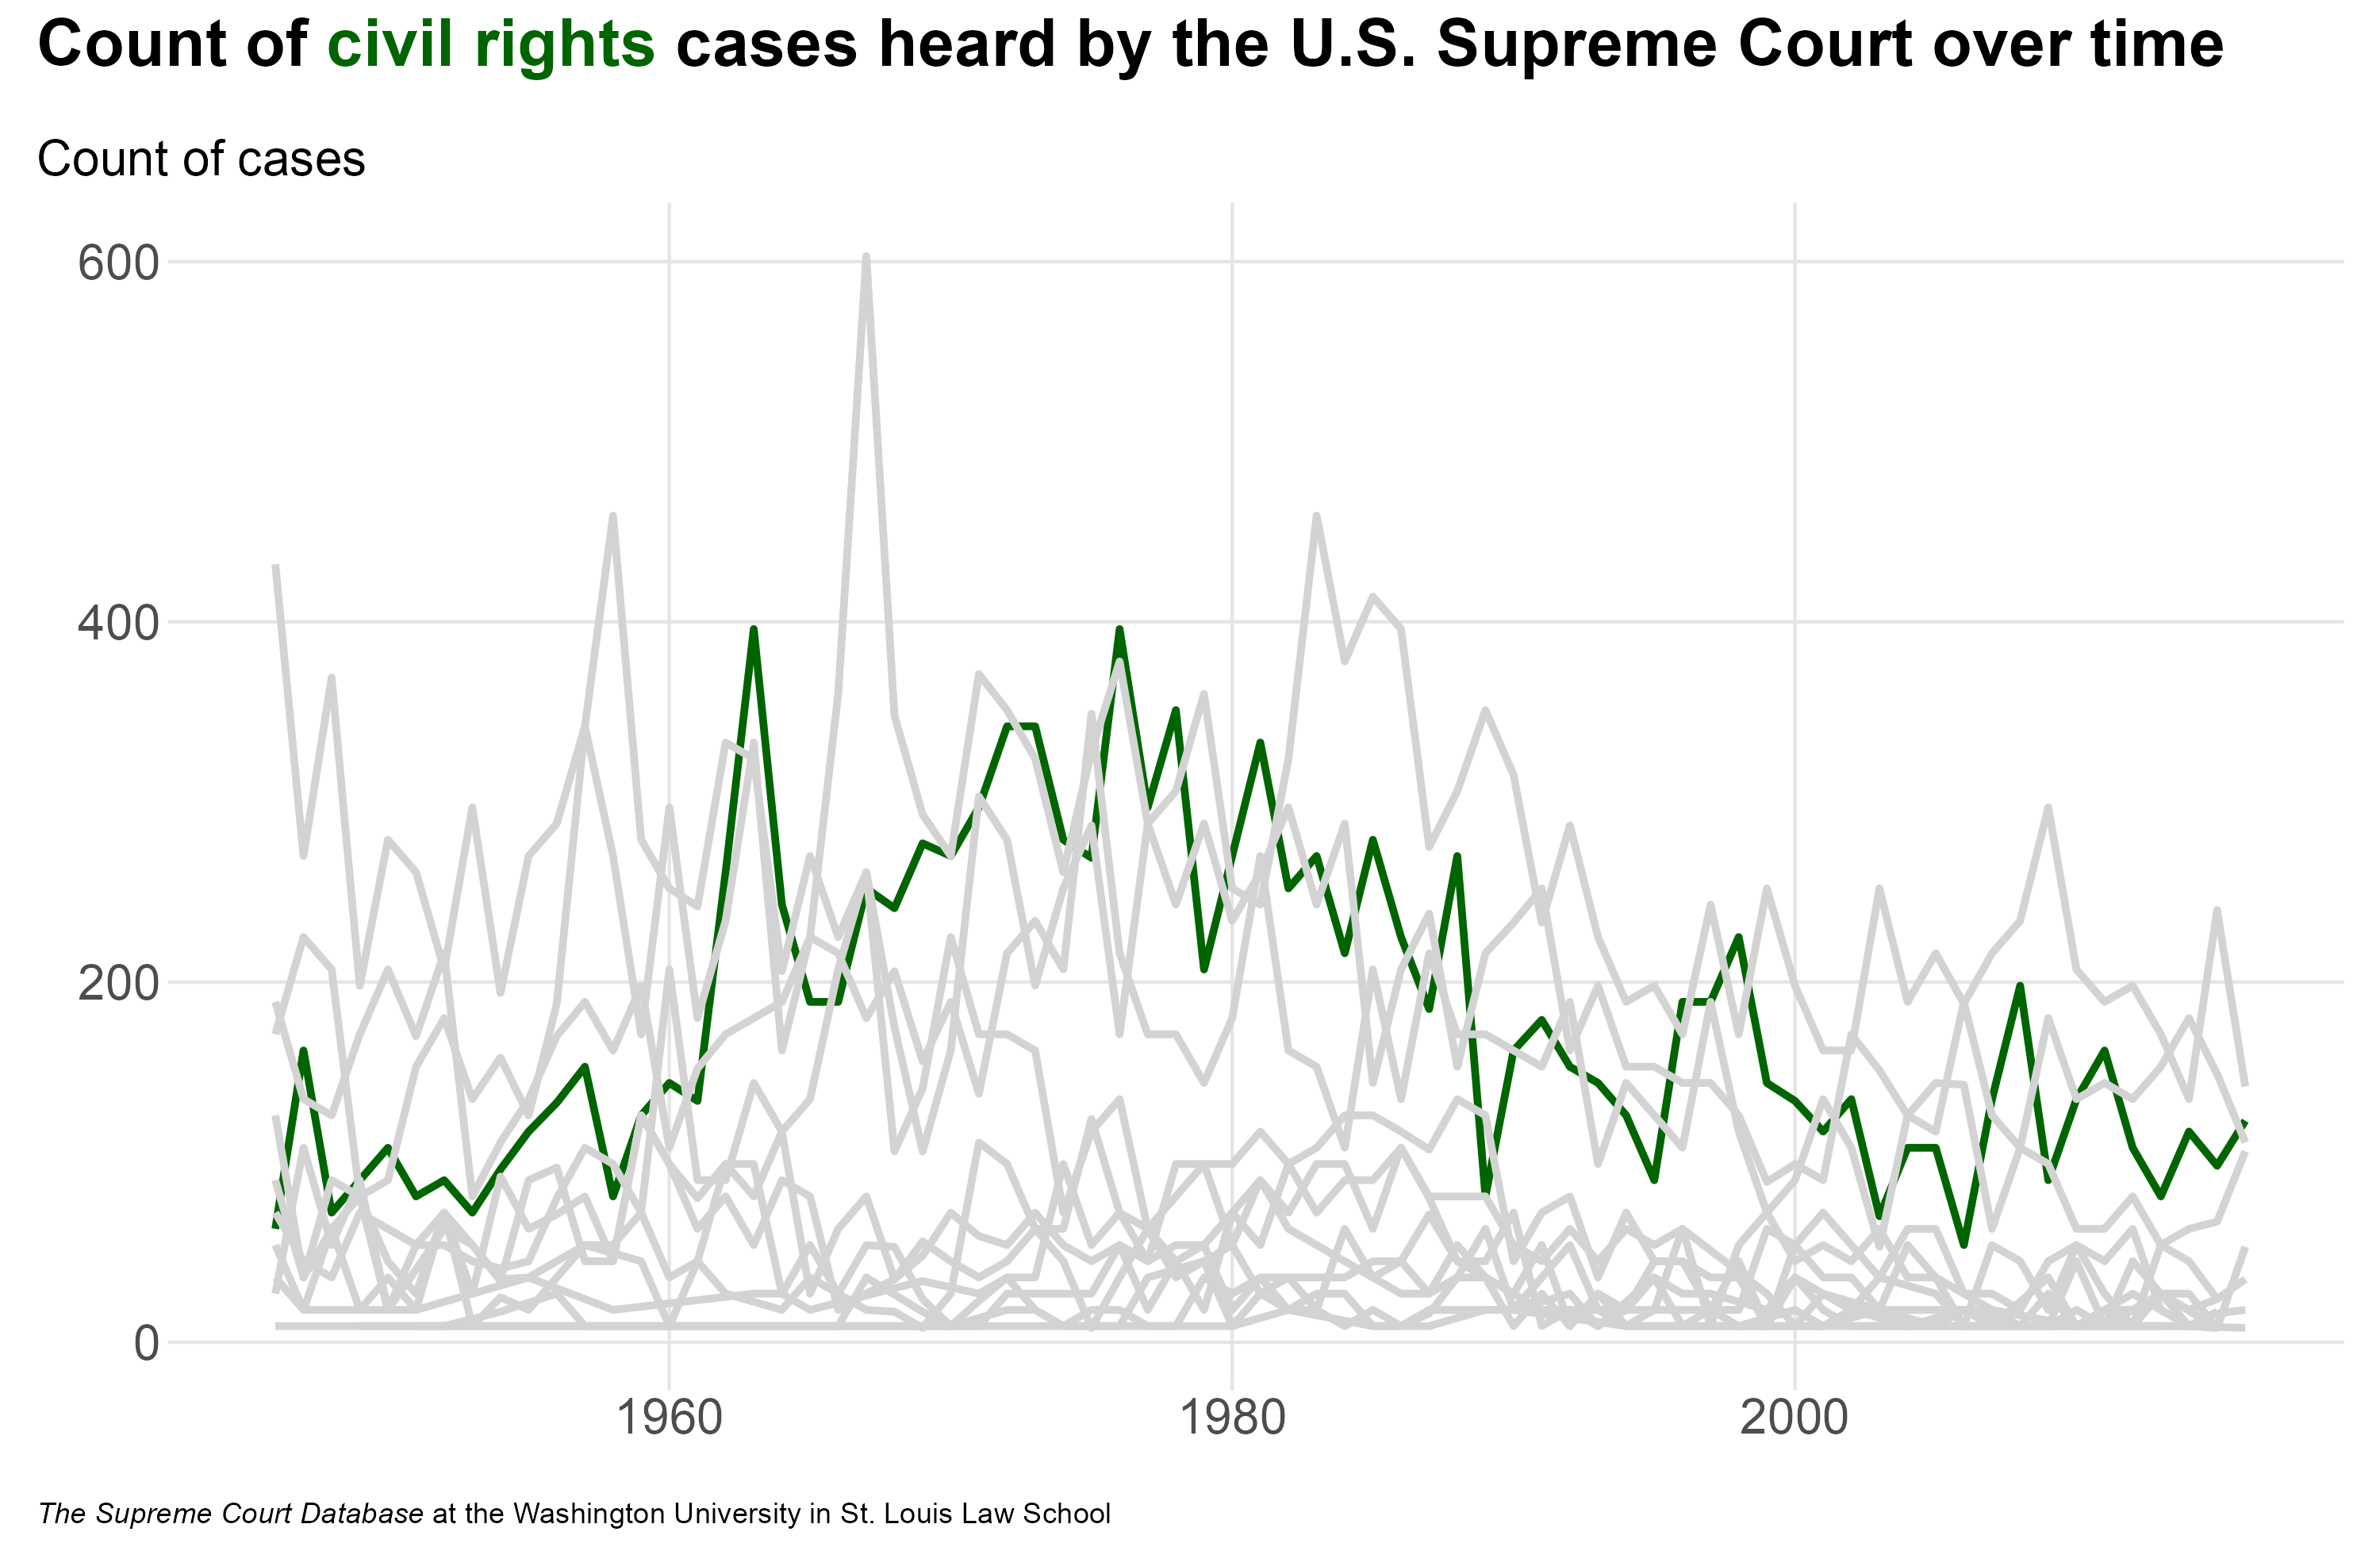 Count of civil rights cases heard by the U.S. Supreme Court over time
Count of cases
600
400
200
0
1960 1980 2000
The Supreme Court Database at the Washington University in St. Louis Law School